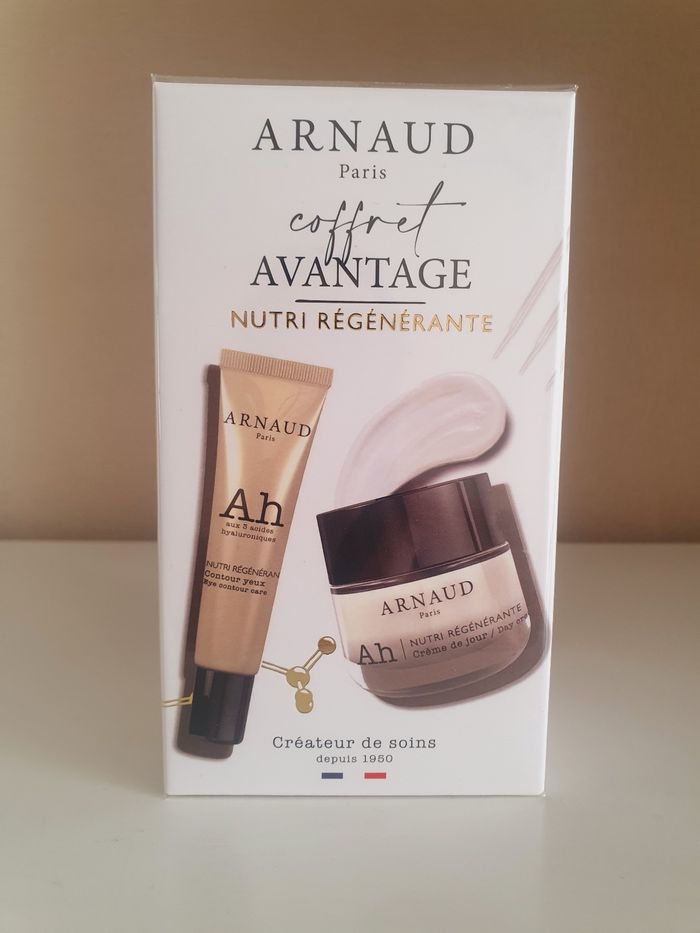 ARNAUD
Paris
coffret
AVANTAGE
NUTRI RÉGÉNÉRANTE
ARNAUD
Paris
Ah
aux 3 acides
hyaluroniques
NUTRI RÉGÉNÉRAN
Contour yeux
Eye contour care
ARNAUD
Paris
Ah | NUTRI RÉGÉNÉRANTE
Crème de jour / Day cre
Créateur de soins
depuis 1950